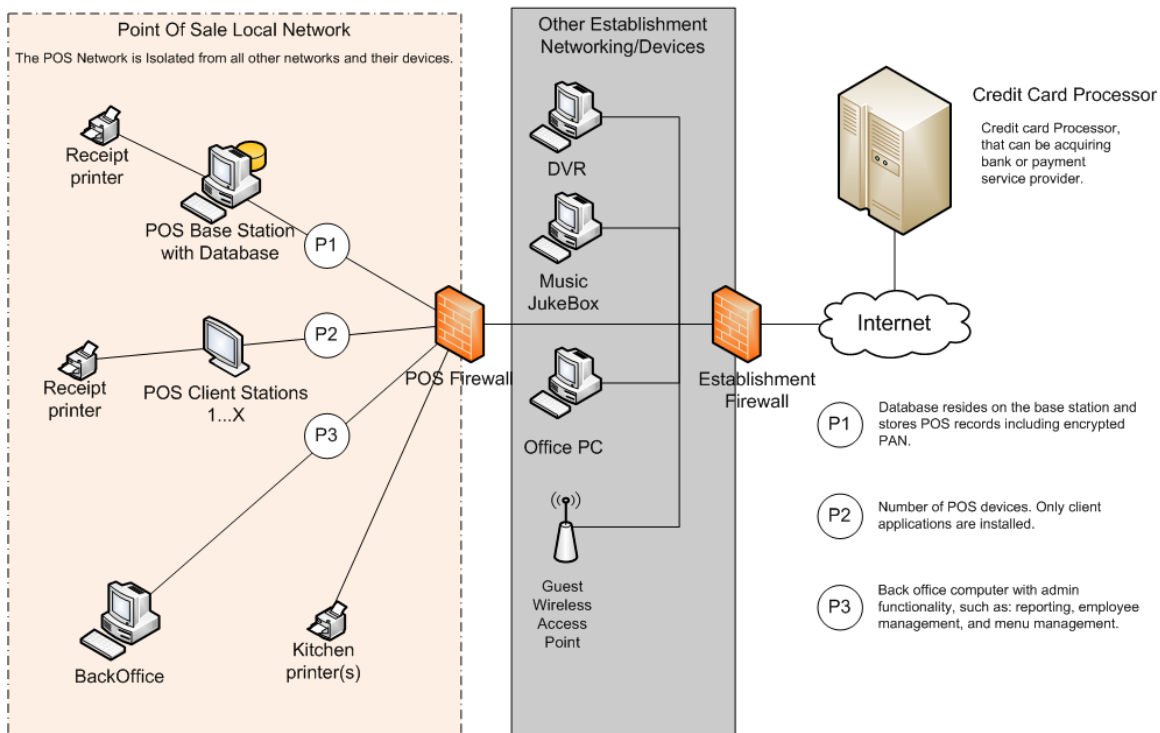 Point Of Sale Local Network
The POS Network is Isolated from all other networks and their devices.
Receipt
printer
POS Base Station
with Database
P1
P2
Receipt
printer
POS Client Stations
1...X
P3
POS Firewall
BackOffice
Kitchen
printer(s)
Other Establishment
Networking/Devices
DVR
Music
JukeBox
Office PC
Guest
Wireless
Access
Point
Establishment
Firewall
Internet
Credit Card Processor
Credit card Processor,
that can be acquiring
bank or payment
service provider.
P1
Database resides on the base station and
stores POS records including encrypted
PAN.
P2
Number of POS devices. Only client
applications are installed.
P3
Back office computer with admin
functionality, such as: reporting, employee
management, and menu management.